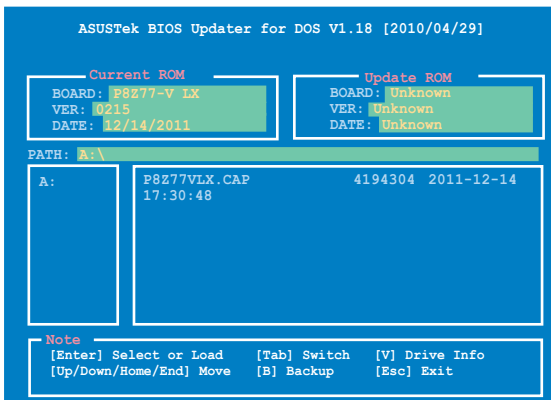 ASUSTek BIOS Updater for DOS V1.18 [2010/04/29]
Current ROM
BOARD: P8Z77-V LX
VER: 0215
DATE: 12/14/2011
Update ROM
BOARD: Unknown
VER: Unknown
DATE: Unknown
PATH: A:\
A:
P8Z77VLX.CAP 4194304 2011-12-14
17:30:48
Note
[Enter] Select or Load [Tab] Switch [V] Drive Info
[Up/Down/Home/End] Move [B] Backup [Esc] Exit